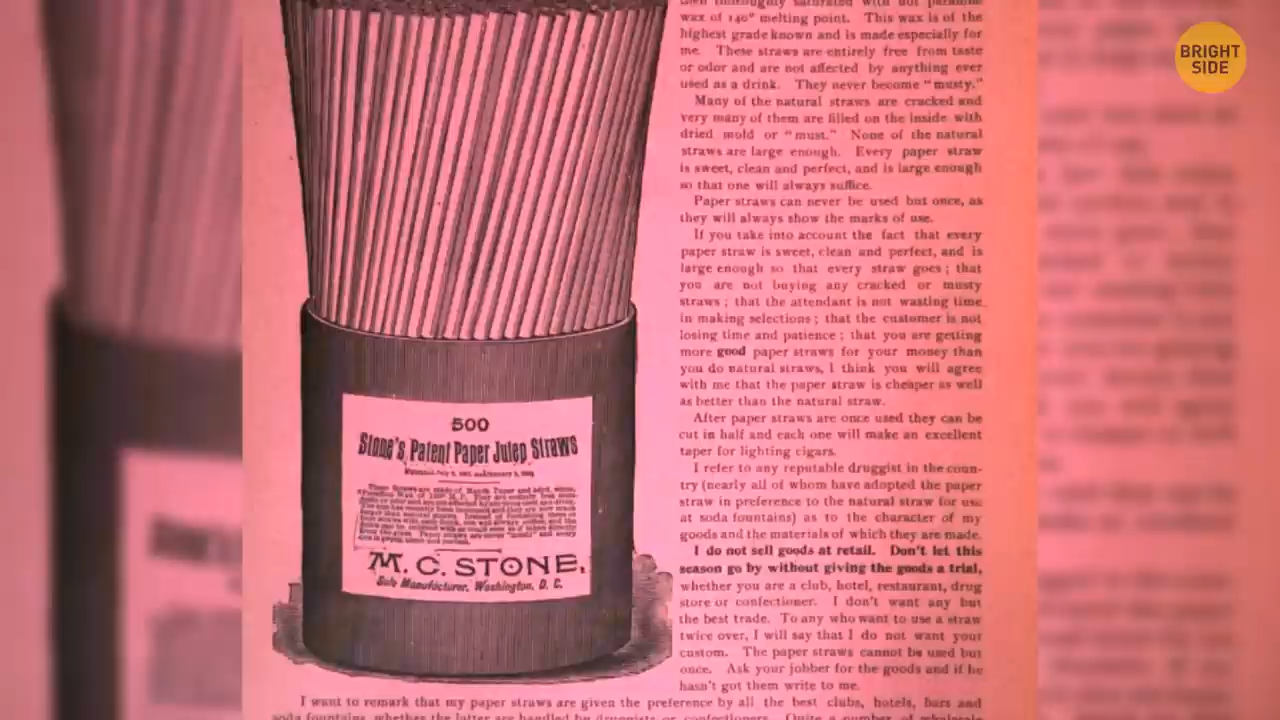 BRIGHT
SIDE
wax of 140° melting point. This wax is of the
highest grade known and is made especially for
me. These straws are entirely free from taste
or odor and are not affected by anything ever
used as a drink. They never become "musty."
Many of the natural straws are cracked and
very many of them are filled on the inside with
dried mold or "must." None of the natural
straws are large enough. Every paper straw
is sweet, clean and perfect, and is large enough
so that one will always suffice.
Paper straws can never be used but once, as
they will always show the marks of use.
If you take into account the fact that every
paper straw is sweet, clean and perfect, and is
large enough so that every straw goes; that
you are not buying any cracked or musty
straws; that the attendant is not wasting time
in making selections; that the customer is not
losing time and patience; that you are getting
more good paper straws for your money than
you do natural straws, I think you will agree
with me that the paper straw is cheaper as well
as better than the natural straw.
After paper straws are once used they can be
cut in half and each one will make an excellent
taper for lighting cigars.
I refer to any reputable druggist in the coun-
try (nearly all of whom have adopted the paper
straw in preference to the natural straw for use
at soda fountains) as to the character of my
goods and the materials of which they are made.
I do not sell goods at retail. Don't let this
season go by without giving the goods a trial,
whether you are a club, hotel, restaurant, drug
store or confectioner. I don't want any but
the best trade. To any who want to use a straw
twice over, I will say that I do not want your
custom. The paper straws cannot be used but
once. Ask your jobber for the goods and if he
hasn't got them write to me.
500
Stone's Patent Paper Julep Straws
M. C. STONE,
Sole Manufacturer, Washington, D. C.
I want to remark that my paper straws are given the preference by all the best clubs, hotels, bars and